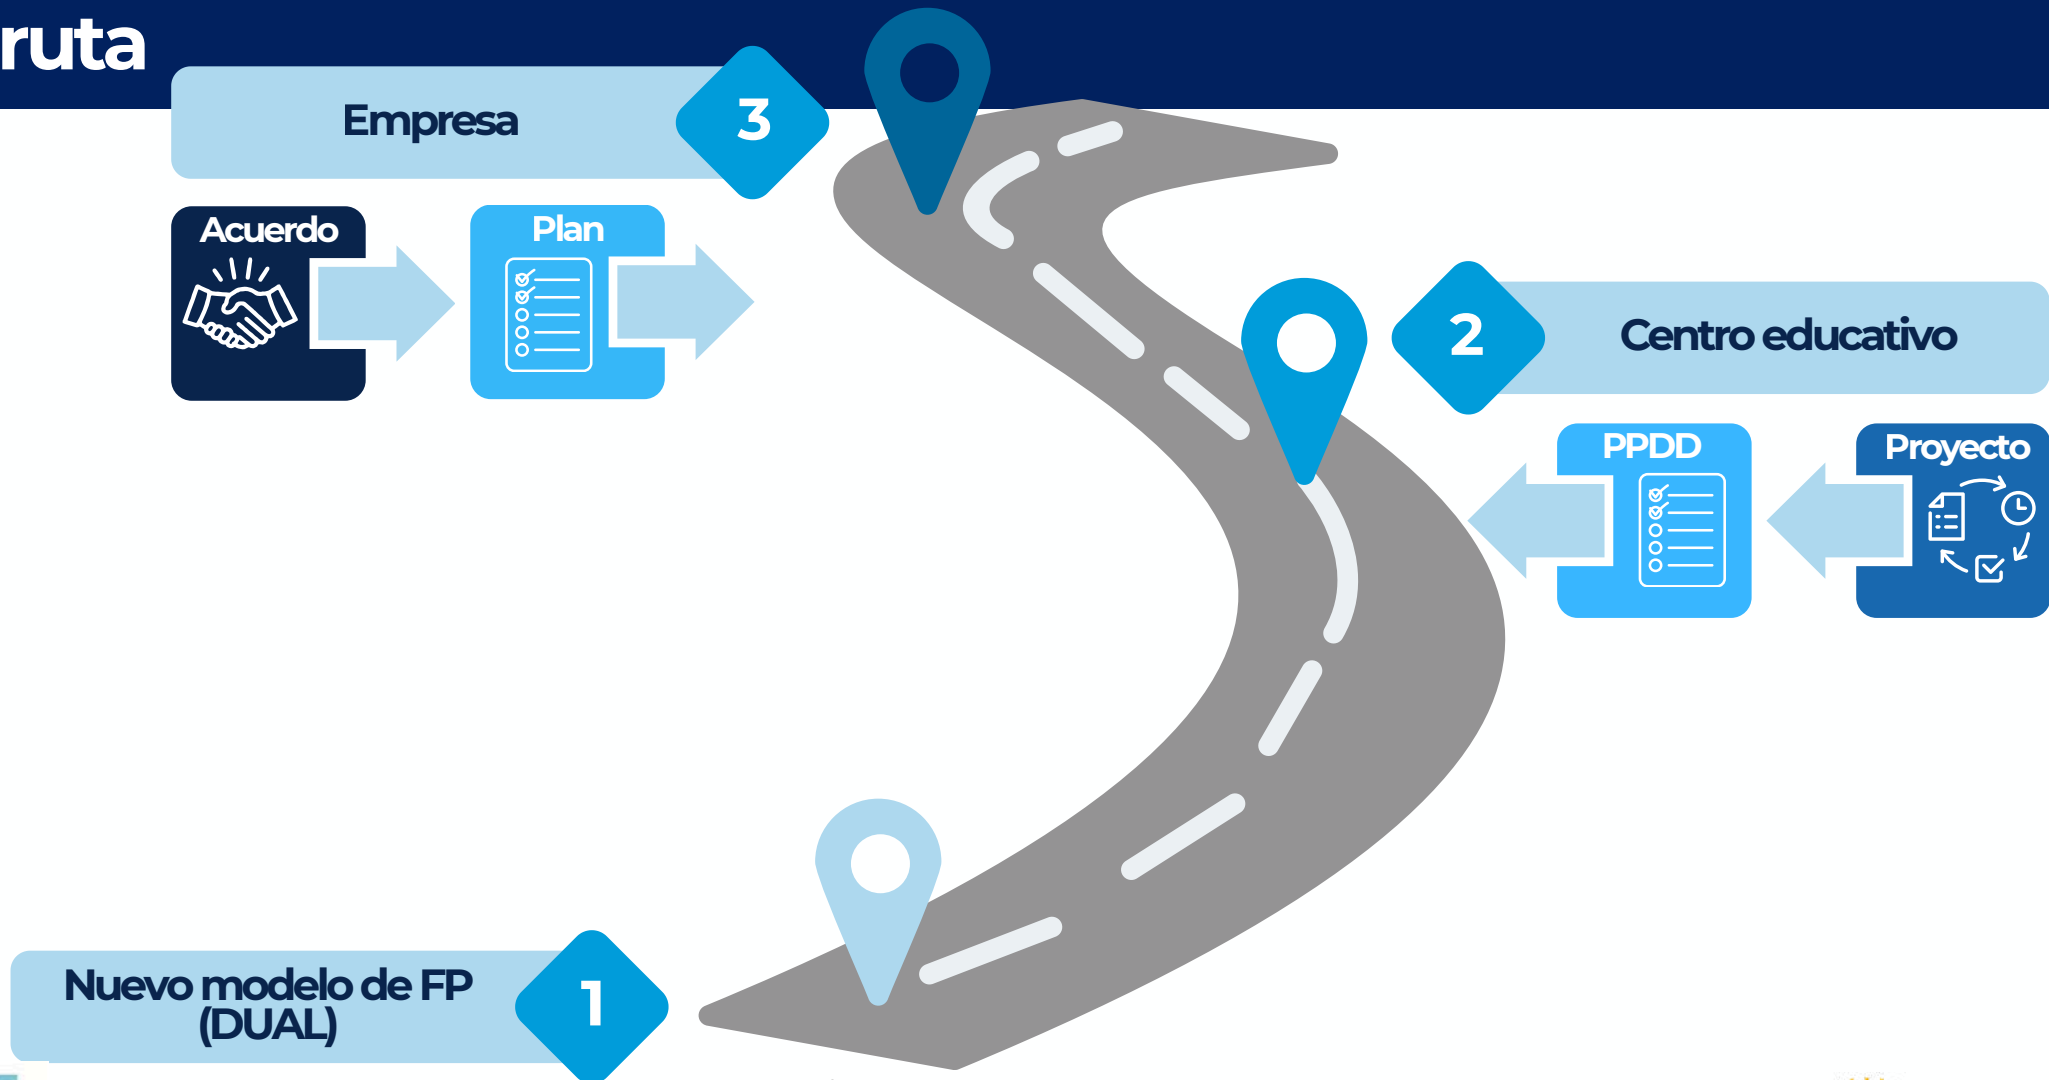 ruta
Empresa
3
Acuerdo
Plan
2
Centro educativo
PPDD
Proyecto
Nuevo modelo de FP
(DUAL)
1